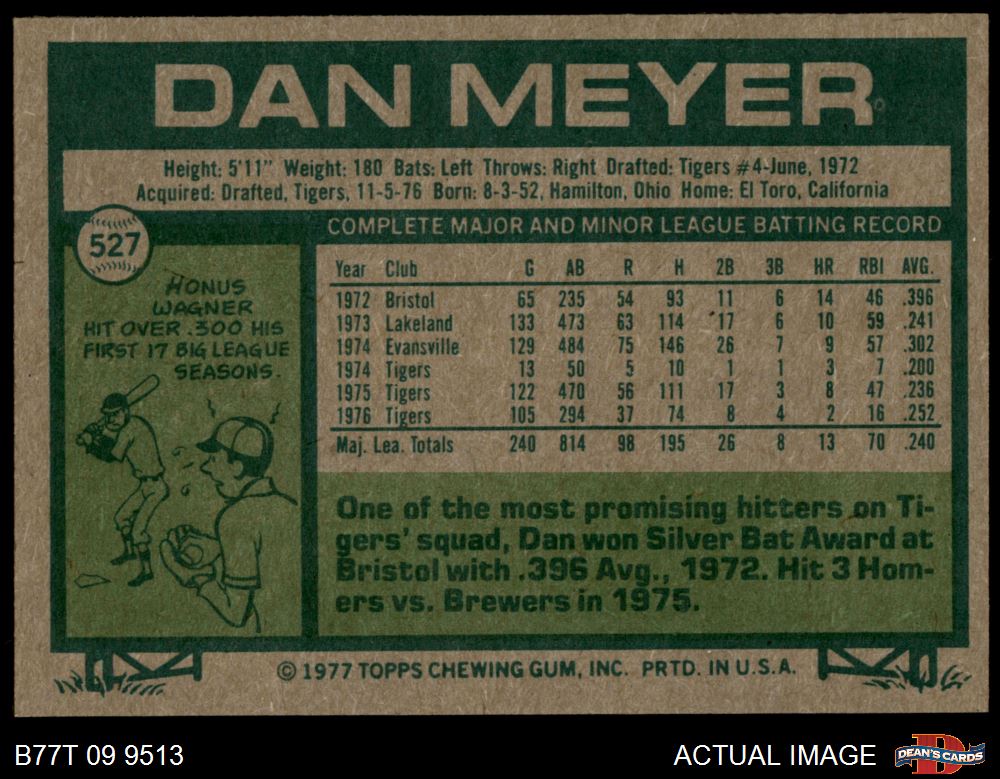 DAN MEYER
Height: 5'11" Weight: 180 Bats: Left Throws: Right Drafted: Tigers #4-June, 1972
Acquired: Drafted, Tigers, 11-5-76 Born: 8-3-52, Hamilton, Ohio Home: El Toro, California
527
HONUS
WAGNER
HIT OVER .300 HIS
FIRST 17 BIG LEAGUE
SEASONS.
COMPLETE MAJOR AND MINOR LEAGUE BATTING RECORD
Year Club G AB R H 2B 3B HR RBI AVG.
1972 Bristol 65 235 54 93 11 6 14 46 .396
1973 Lakeland 133 473 63 114 17 6 10 59 .241
1974 Evansville 129 484 75 146 26 7 9 57 .302
1974 Tigers 13 50 5 10 1 1 3 7 .200
1975 Tigers 122 470 56 111 17 3 8 47 .236
1976 Tigers 105 294 37 74 8 4 2 16 .252
Maj. Lea. Totals 240 814 98 195 26 8 13 70 .240
One of the most promising hitters on Ti-
gers' squad, Dan won Silver Bat Award at
Bristol with .396 Avg., 1972. Hit 3 Hom-
ers vs. Brewers in 1975.
© 1977 TOPPS CHEWING GUM, INC. PRTD. IN U.S.A.
B77T 09 9513
ACTUAL IMAGE
DEAN'S CARDS